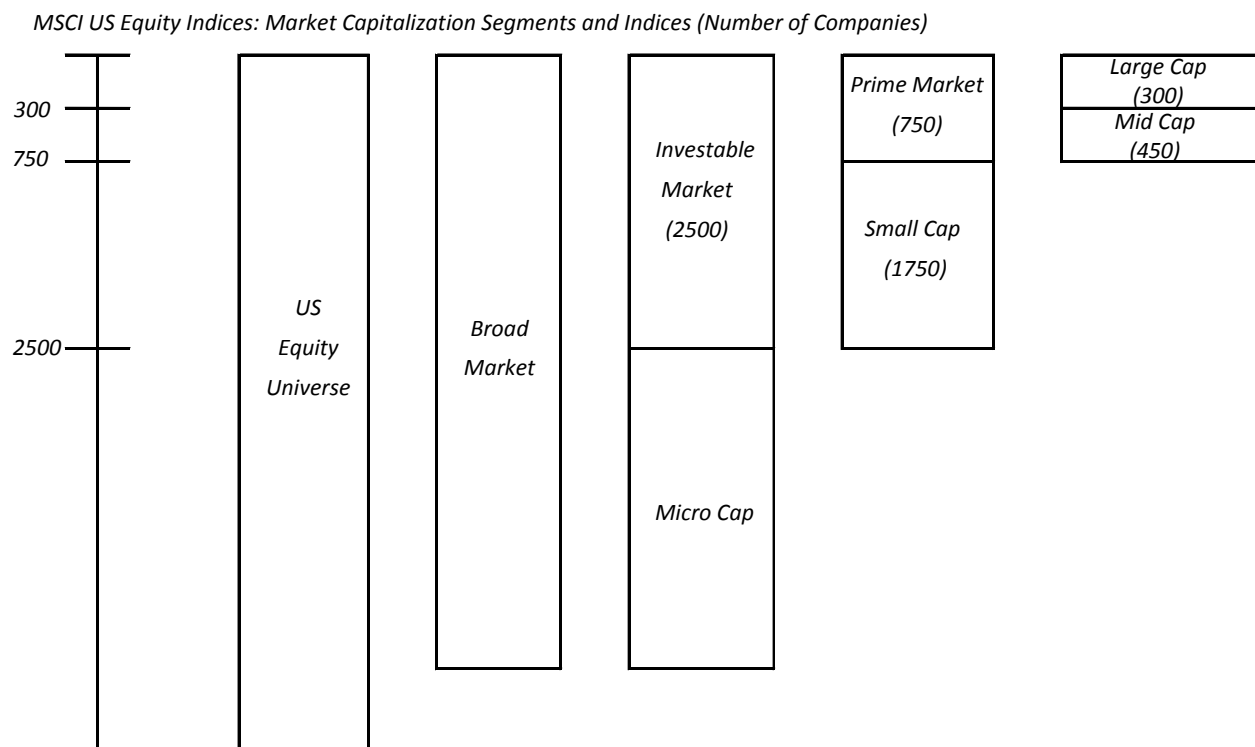 MSCI US Equity Indices: Market Capitalization Segments and Indices (Number of Companies)
300
750
2500
US
Equity
Universe
Broad
Market
Investable
Market
(2500)
Micro Cap
Prime Market
(750)
Small Cap
(1750)
Large Cap
(300)
Mid Cap
(450)